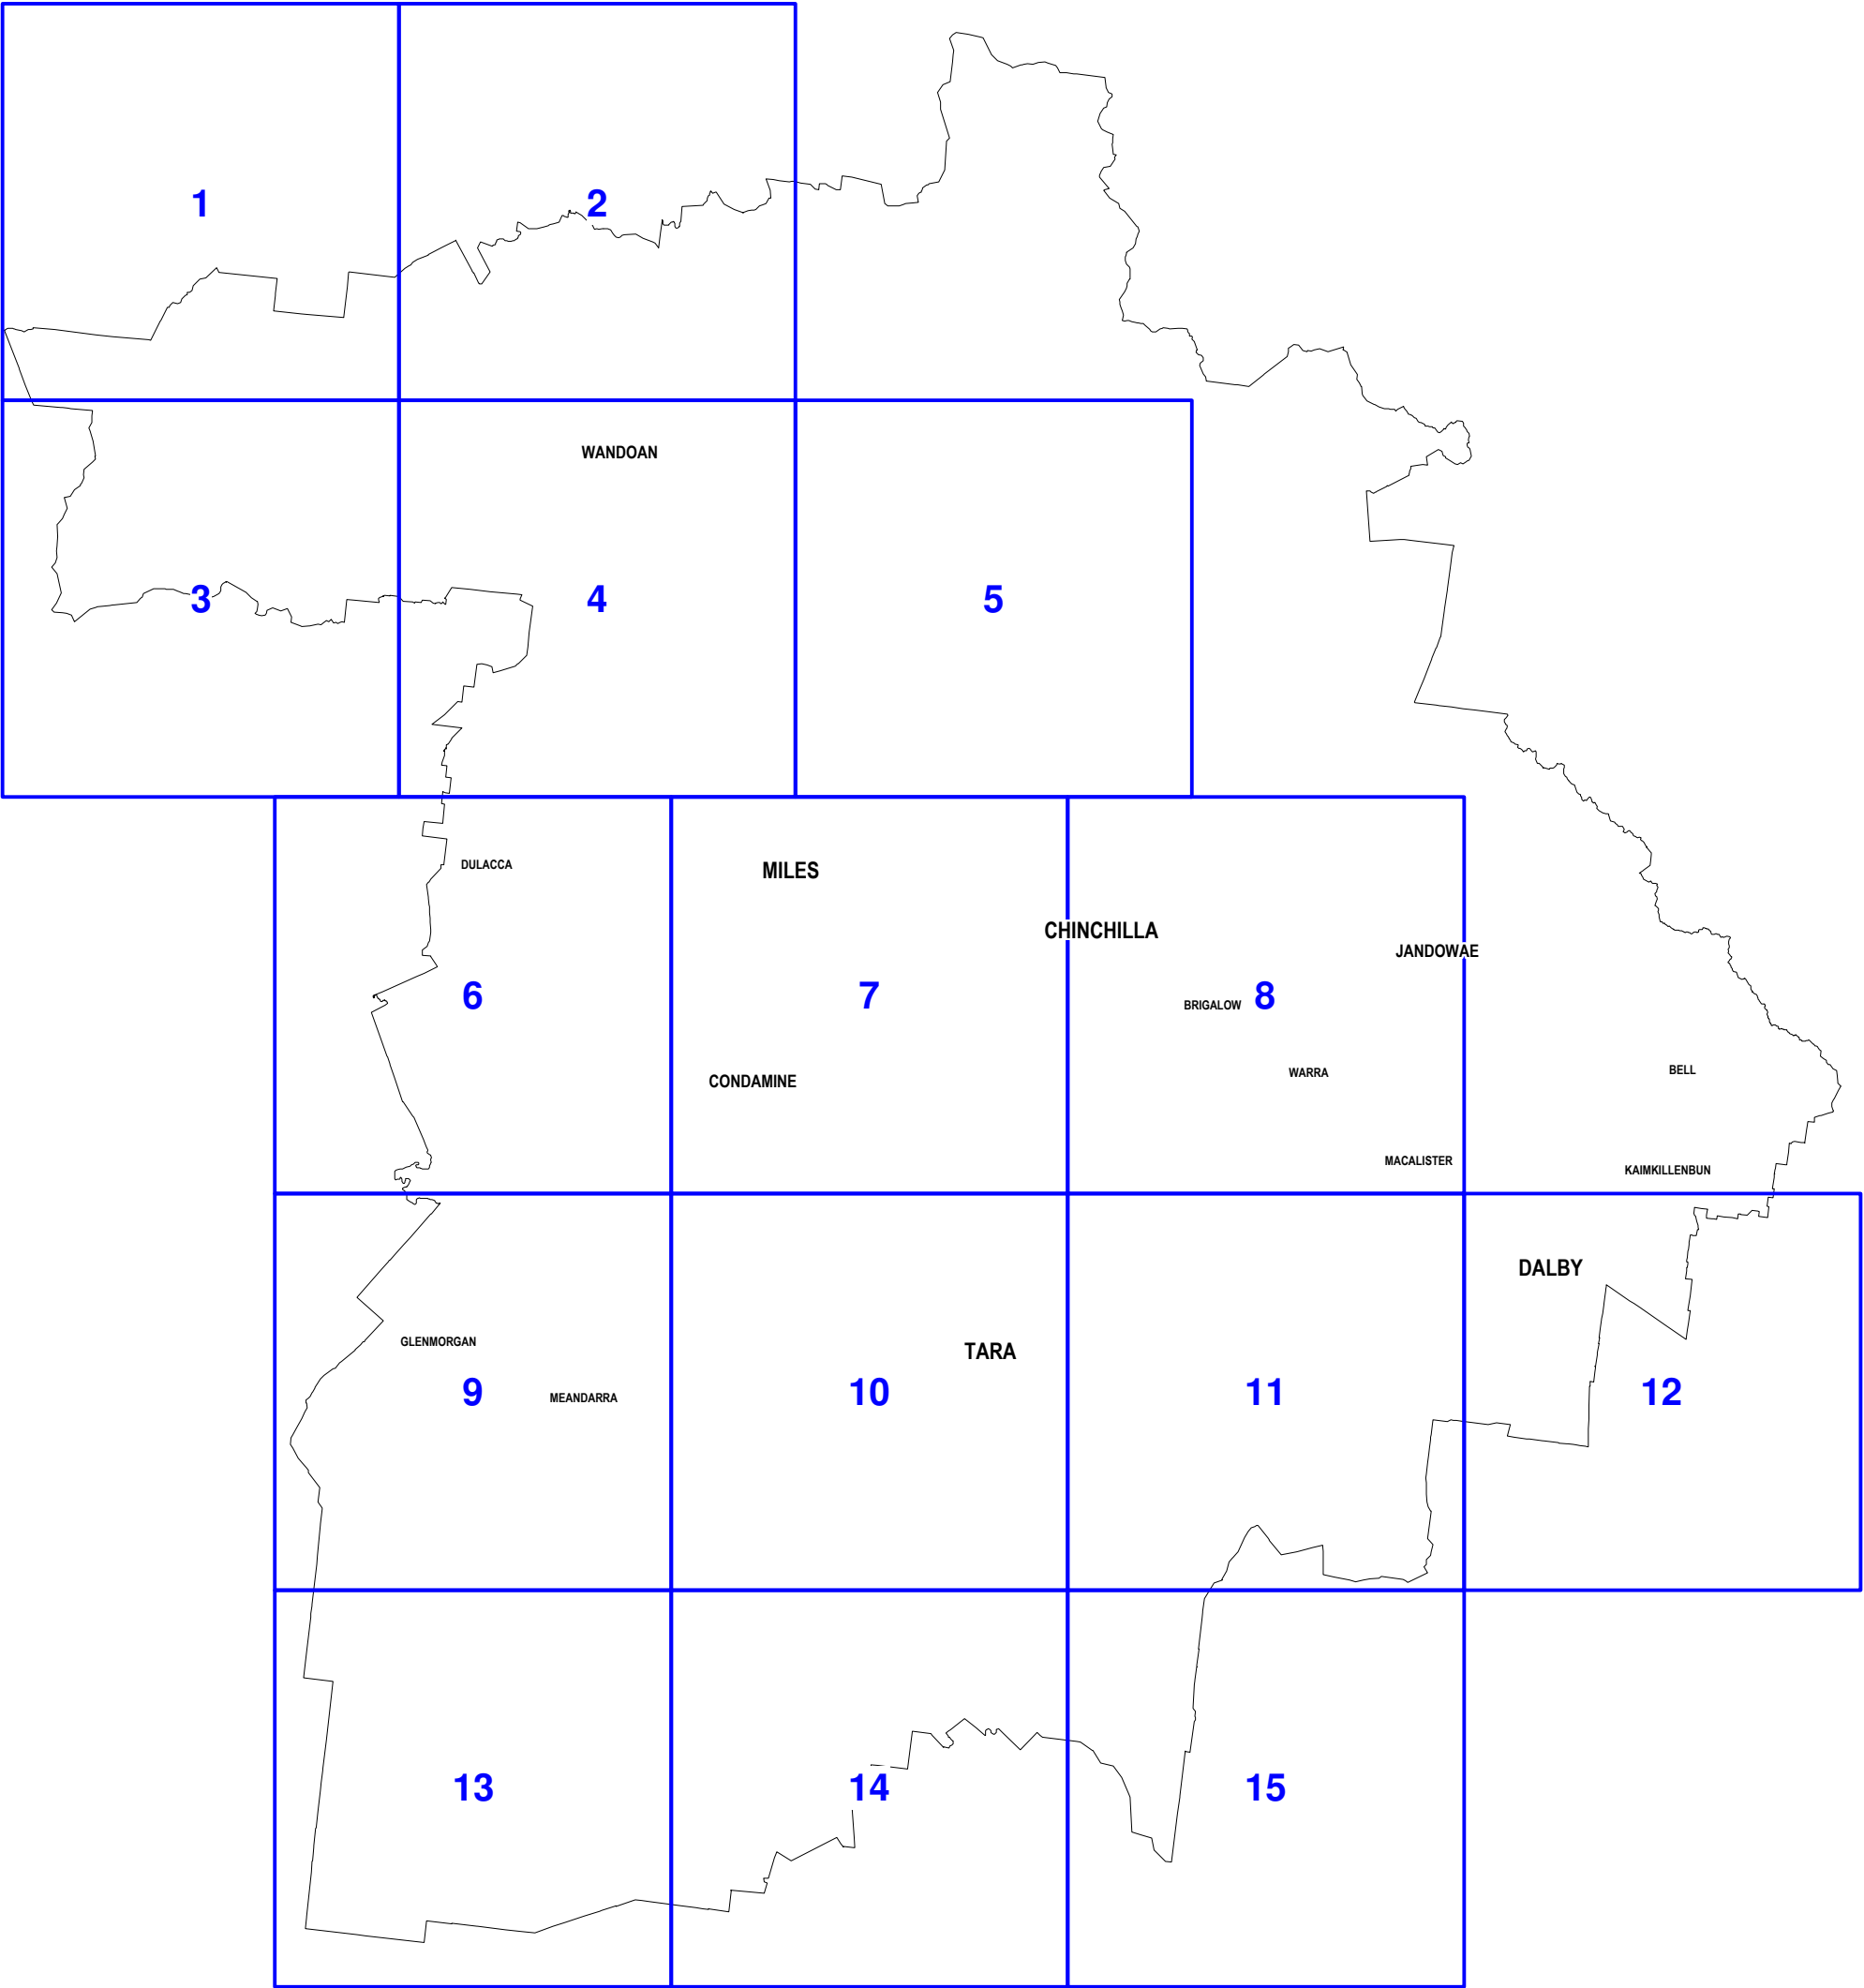 1
2
WANDOAN
3
4
5
DULACCA
MILES
CHINCHILLA
JANDOWAE
6
7
BRIGALOW
8
CONDAMINE
WARRA
BELL
MACALISTER
KAIMKILLENBUN
DALBY
GLENMORGAN
TARA
9
MEANDARRA
10
11
12
13
14
15